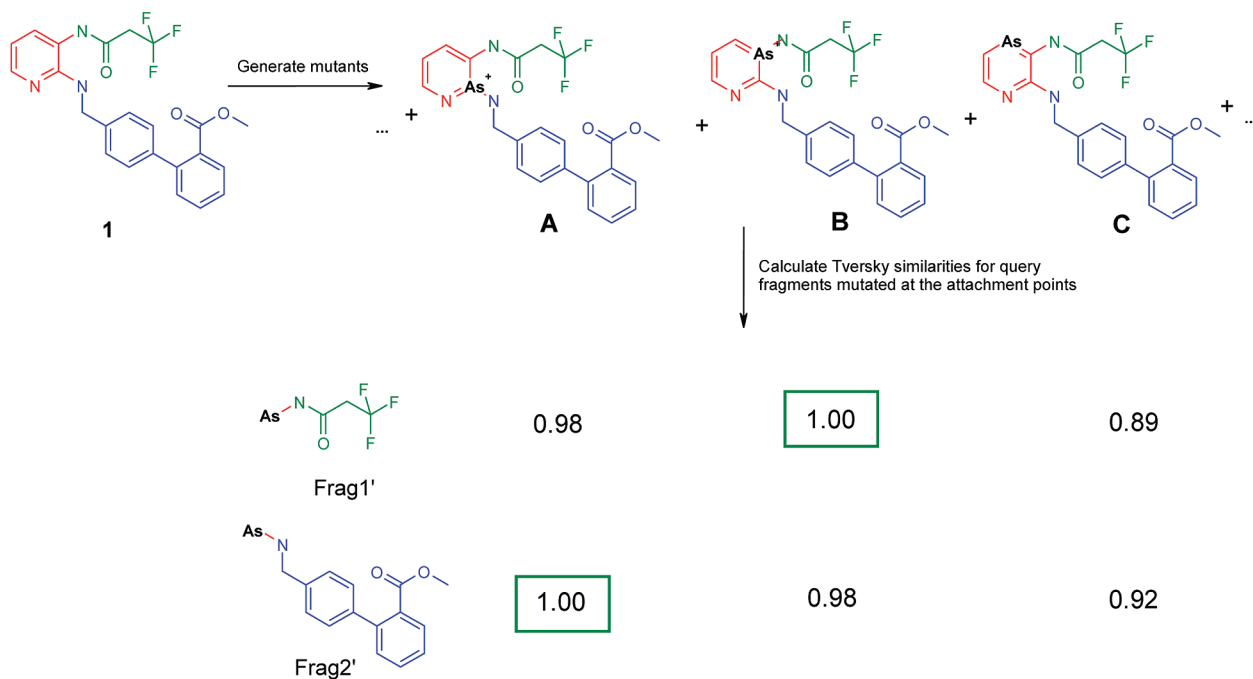 F
F
F
N
O
N
N
O
O
1
Generate mutants
...
+
F
F
F
N
O
As
+
N
N
O
O
A
+
F
F
F
N
O
As
+
N
N
O
O
B
+
F
F
F
As
N
O
N
N
O
O
C
+
..
Calculate Tversky similarities for query
fragments mutated at the attachment points
As
N
O
F
F
F
Frag1'
0.98
1.00
0.89
As
N
O
O
Frag2'
1.00
0.98
0.92